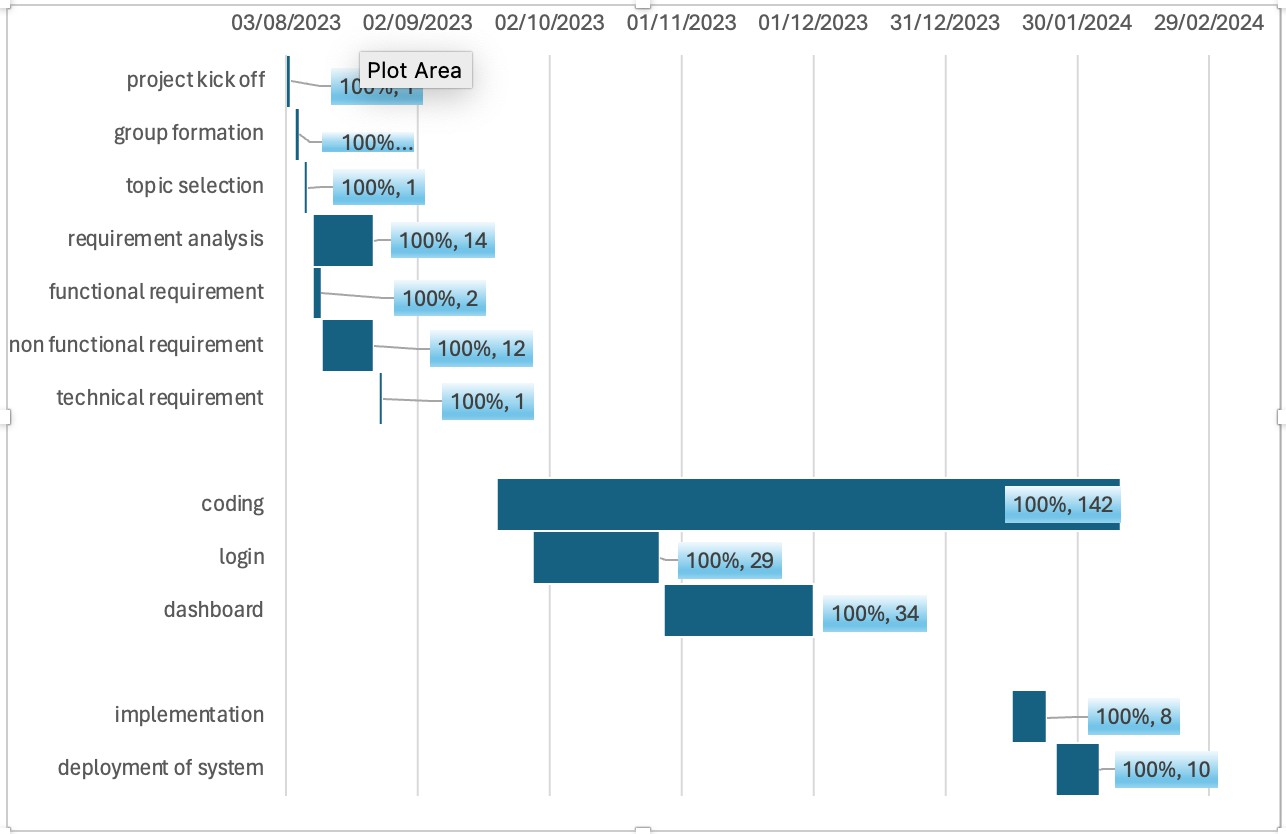 03/08/2023 02/09/2023 02/10/2023 01/11/2023 01/12/2023 31/12/2023 30/01/2024 29/02/2024
Plot Area
project kick off 100%, 1
group formation 100%...
topic selection 100%, 1
requirement analysis 100%, 14
functional requirement 100%, 2
non functional requirement 100%, 12
technical requirement 100%, 1
coding 100%, 142
login 100%, 29
dashboard 100%, 34
implementation 100%, 8
deployment of system 100%, 10